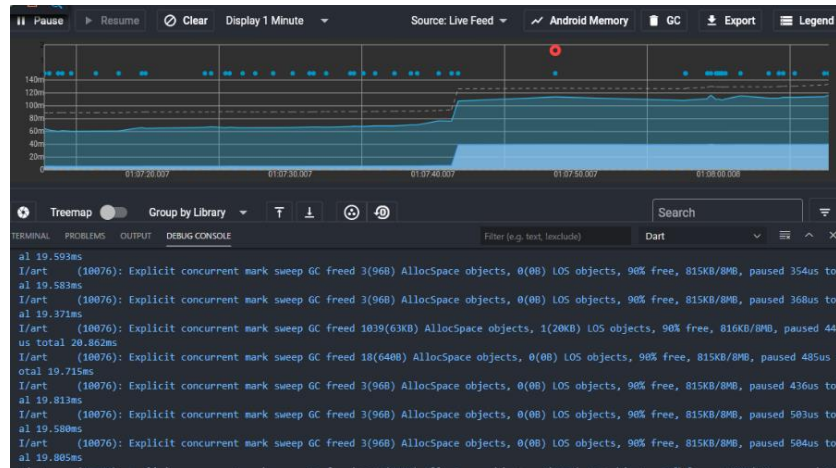 Pause Resume Clear Display 1 Minute Source: Live Feed Android Memory GC Export Legend
140m
120m
100m
80m
60m
40m
20m
0
01:07:20.007 01:07:30.007 01:07:40.007 01:07:50.007 01:08:00.008
Treemap Group by Library Search
TERMINAL PROBLEMS OUTPUT DEBUG CONSOLE Filter (e.g. text, !exclude) Dart
al 19.593ms
I/art (10076): Explicit concurrent mark sweep GC freed 3(96B) AllocSpace objects, 0(0B) LOS objects, 90% free, 815KB/8MB, paused 354us to
al 19.583ms
I/art (10076): Explicit concurrent mark sweep GC freed 3(96B) AllocSpace objects, 0(0B) LOS objects, 90% free, 815KB/8MB, paused 368us to
al 19.371ms
I/art (10076): Explicit concurrent mark sweep GC freed 1039(63KB) AllocSpace objects, 1(20KB) LOS objects, 90% free, 816KB/8MB, paused 44
us total 20.862ms
I/art (10076): Explicit concurrent mark sweep GC freed 18(640B) AllocSpace objects, 0(0B) LOS objects, 90% free, 815KB/8MB, paused 485us
otal 19.715ms
I/art (10076): Explicit concurrent mark sweep GC freed 3(96B) AllocSpace objects, 0(0B) LOS objects, 90% free, 815KB/8MB, paused 436us to
al 19.813ms
I/art (10076): Explicit concurrent mark sweep GC freed 3(96B) AllocSpace objects, 0(0B) LOS objects, 90% free, 815KB/8MB, paused 503us to
al 19.580ms
I/art (10076): Explicit concurrent mark sweep GC freed 3(96B) AllocSpace objects, 0(0B) LOS objects, 90% free, 815KB/8MB, paused 504us to
al 19.805ms